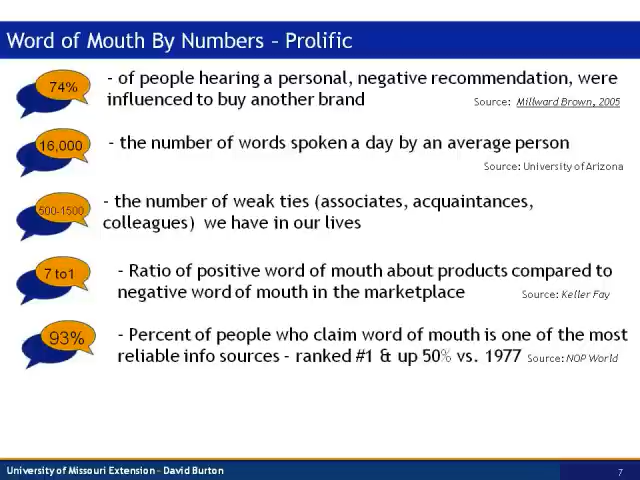 Word of Mouth By Numbers – Prolific
74%
- of people hearing a personal, negative recommendation, were
influenced to buy another brand
Source: Millward Brown, 2005
16,000
- the number of words spoken a day by an average person
Source: University of Arizona
500-1500
- the number of weak ties (associates, acquaintances,
colleagues) we have in our lives
7 to1
- Ratio of positive word of mouth about products compared to
negative word of mouth in the marketplace
Source: Keller Fay
93%
- Percent of people who claim word of mouth is one of the most
reliable info sources – ranked #1 & up 50% vs. 1977 Source: NOP World
University of Missouri Extension – David Burton
7